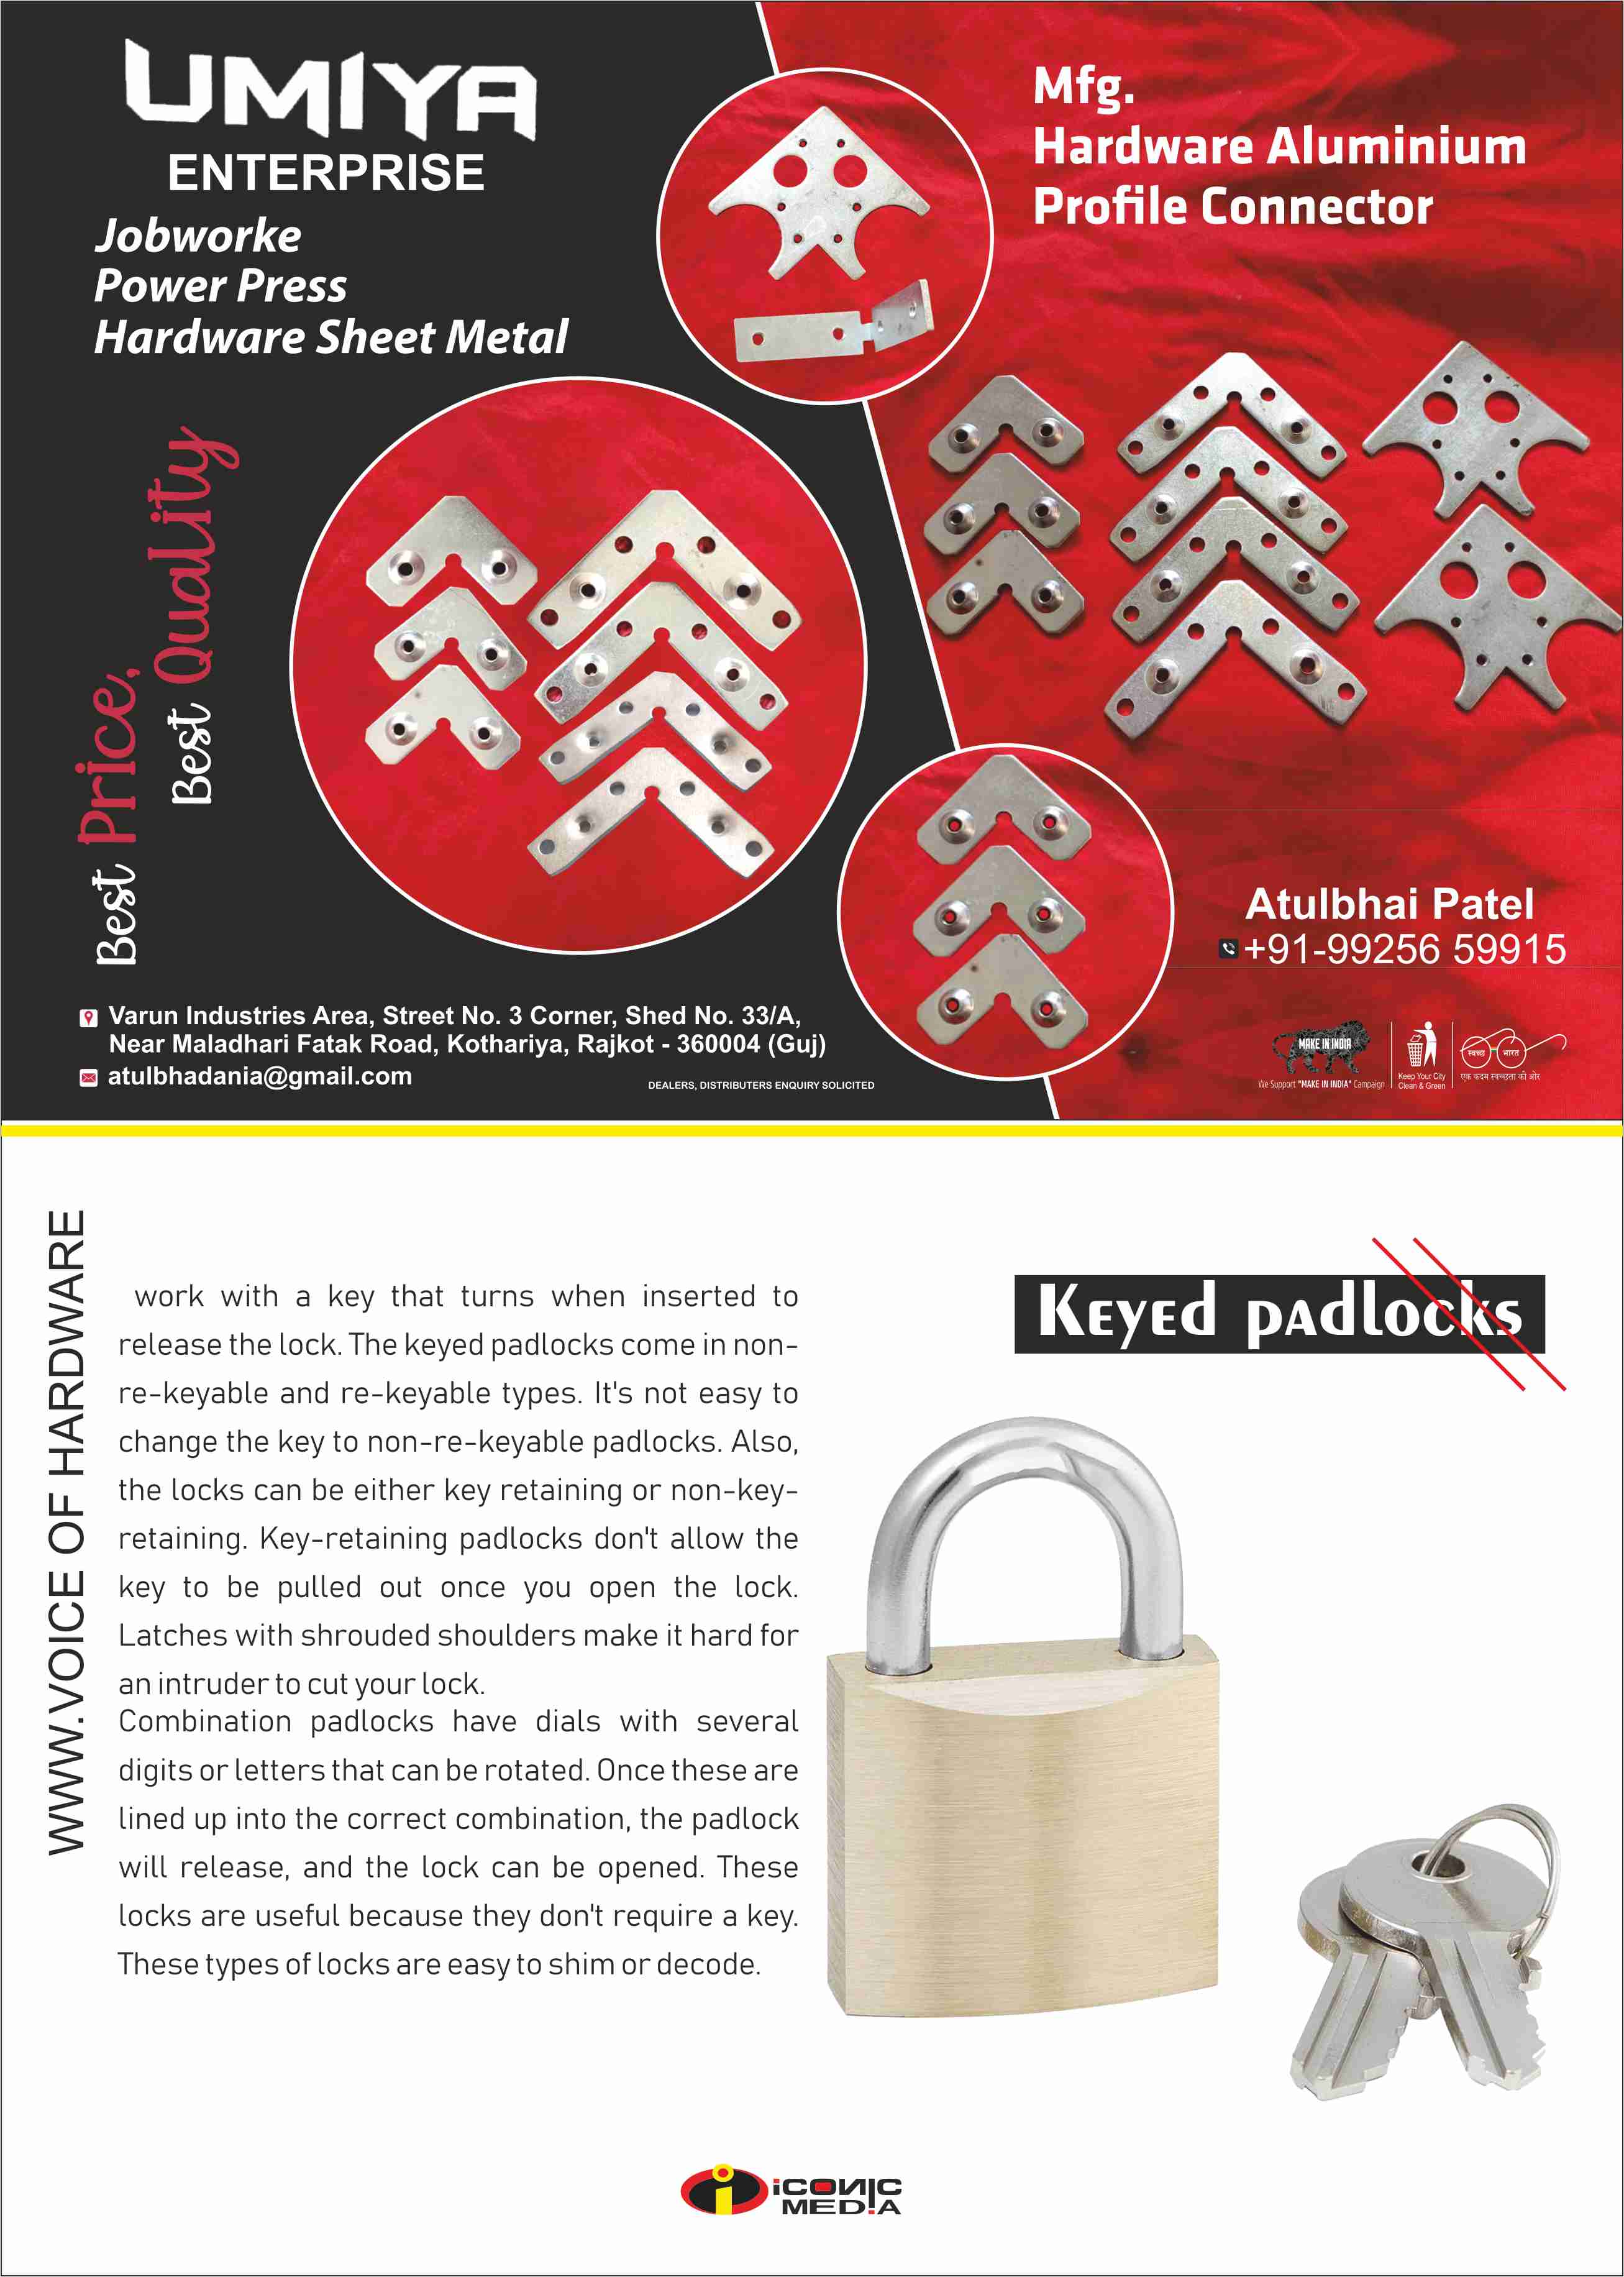 UMIYA
ENTERPRISE
Jobworke
Power Press
Hardware Sheet Metal
Mfg.
Hardware Aluminium
Profile Connector
Best Price,
Best Quality
Atulbhai Patel
+91-99256 59915
Varun Industries Area, Street No. 3 Corner, Shed No. 33/A,
Near Maladhari Fatak Road, Kothariya, Rajkot - 360004 (Guj)
atulbhadania@gmail.com
DEALERS, DISTRIBUTERS ENQUIRY SOLICITED
MAKE IN INDIA
We Support "MAKE IN INDIA" Campaign
Keep Your City
Clean & Green
स्वच्छ भारत
एक कदम स्वच्छता की ओर
WWW.VOICE OF HARDWARE
Keyed padlocks
work with a key that turns when inserted to
release the lock. The keyed padlocks come in non-
re-keyable and re-keyable types. It's not easy to
change the key to non-re-keyable padlocks. Also,
the locks can be either key retaining or non-key-
retaining. Key-retaining padlocks don't allow the
key to be pulled out once you open the lock.
Latches with shrouded shoulders make it hard for
an intruder to cut your lock.
Combination padlocks have dials with several
digits or letters that can be rotated. Once these are
lined up into the correct combination, the padlock
will release, and the lock can be opened. These
locks are useful because they don't require a key.
These types of locks are easy to shim or decode.
iCONIC
MEDiA